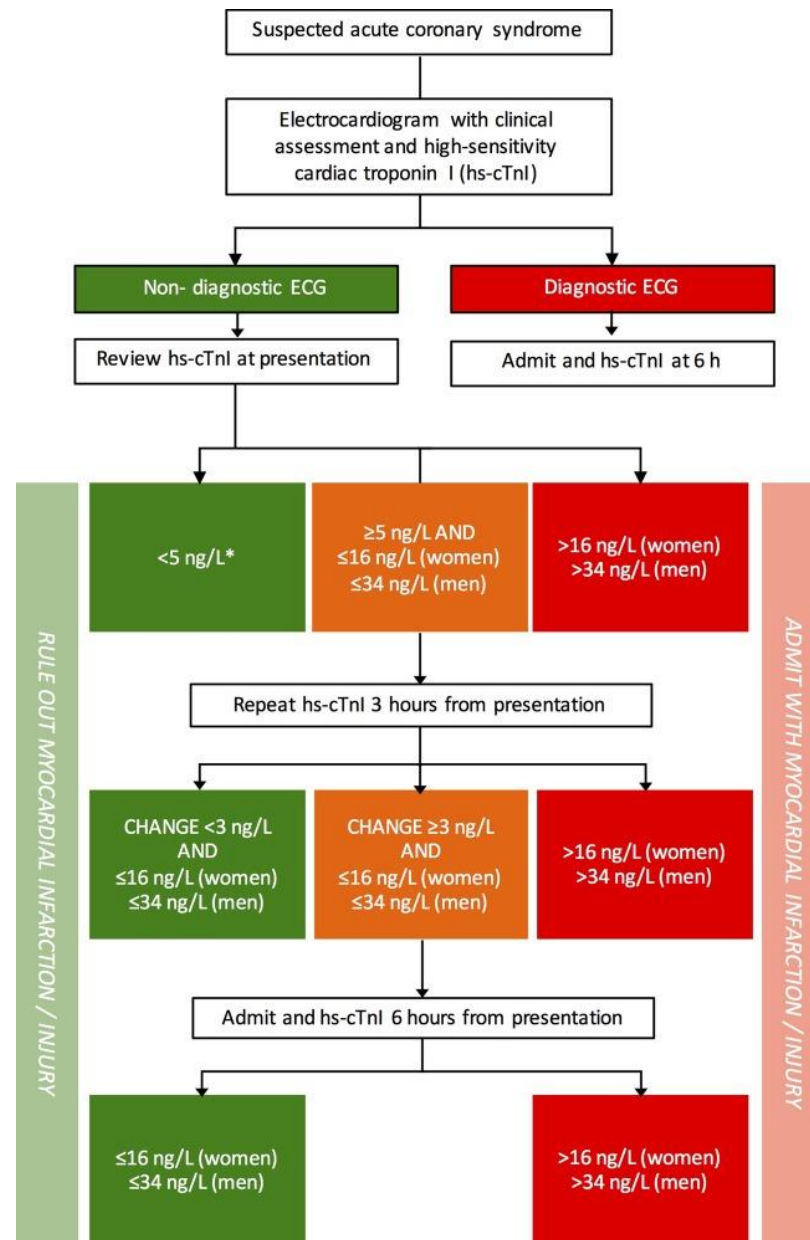 Suspected acute coronary syndrome
Electrocardiogram with clinical
assessment and high-sensitivity
cardiac troponin I (hs-cTnI)
Non- diagnostic ECG
Diagnostic ECG
Review hs-cTnI at presentation
Admit and hs-cTnI at 6 h
<5 ng/L*
≥5 ng/L AND
≤16 ng/L (women)
≤34 ng/L (men)
>16 ng/L (women)
>34 ng/L (men)
Repeat hs-cTnI 3 hours from presentation
CHANGE <3 ng/L
AND
≤16 ng/L (women)
≤34 ng/L (men)
CHANGE ≥3 ng/L
AND
≤16 ng/L (women)
≤34 ng/L (men)
>16 ng/L (women)
>34 ng/L (men)
Admit and hs-cTnI 6 hours from presentation
≤16 ng/L (women)
≤34 ng/L (men)
>16 ng/L (women)
>34 ng/L (men)
RULE OUT MYOCARDIAL INFARCTION / INJURY
ADMIT WITH MYOCARDIAL INFARCTION / INJURY